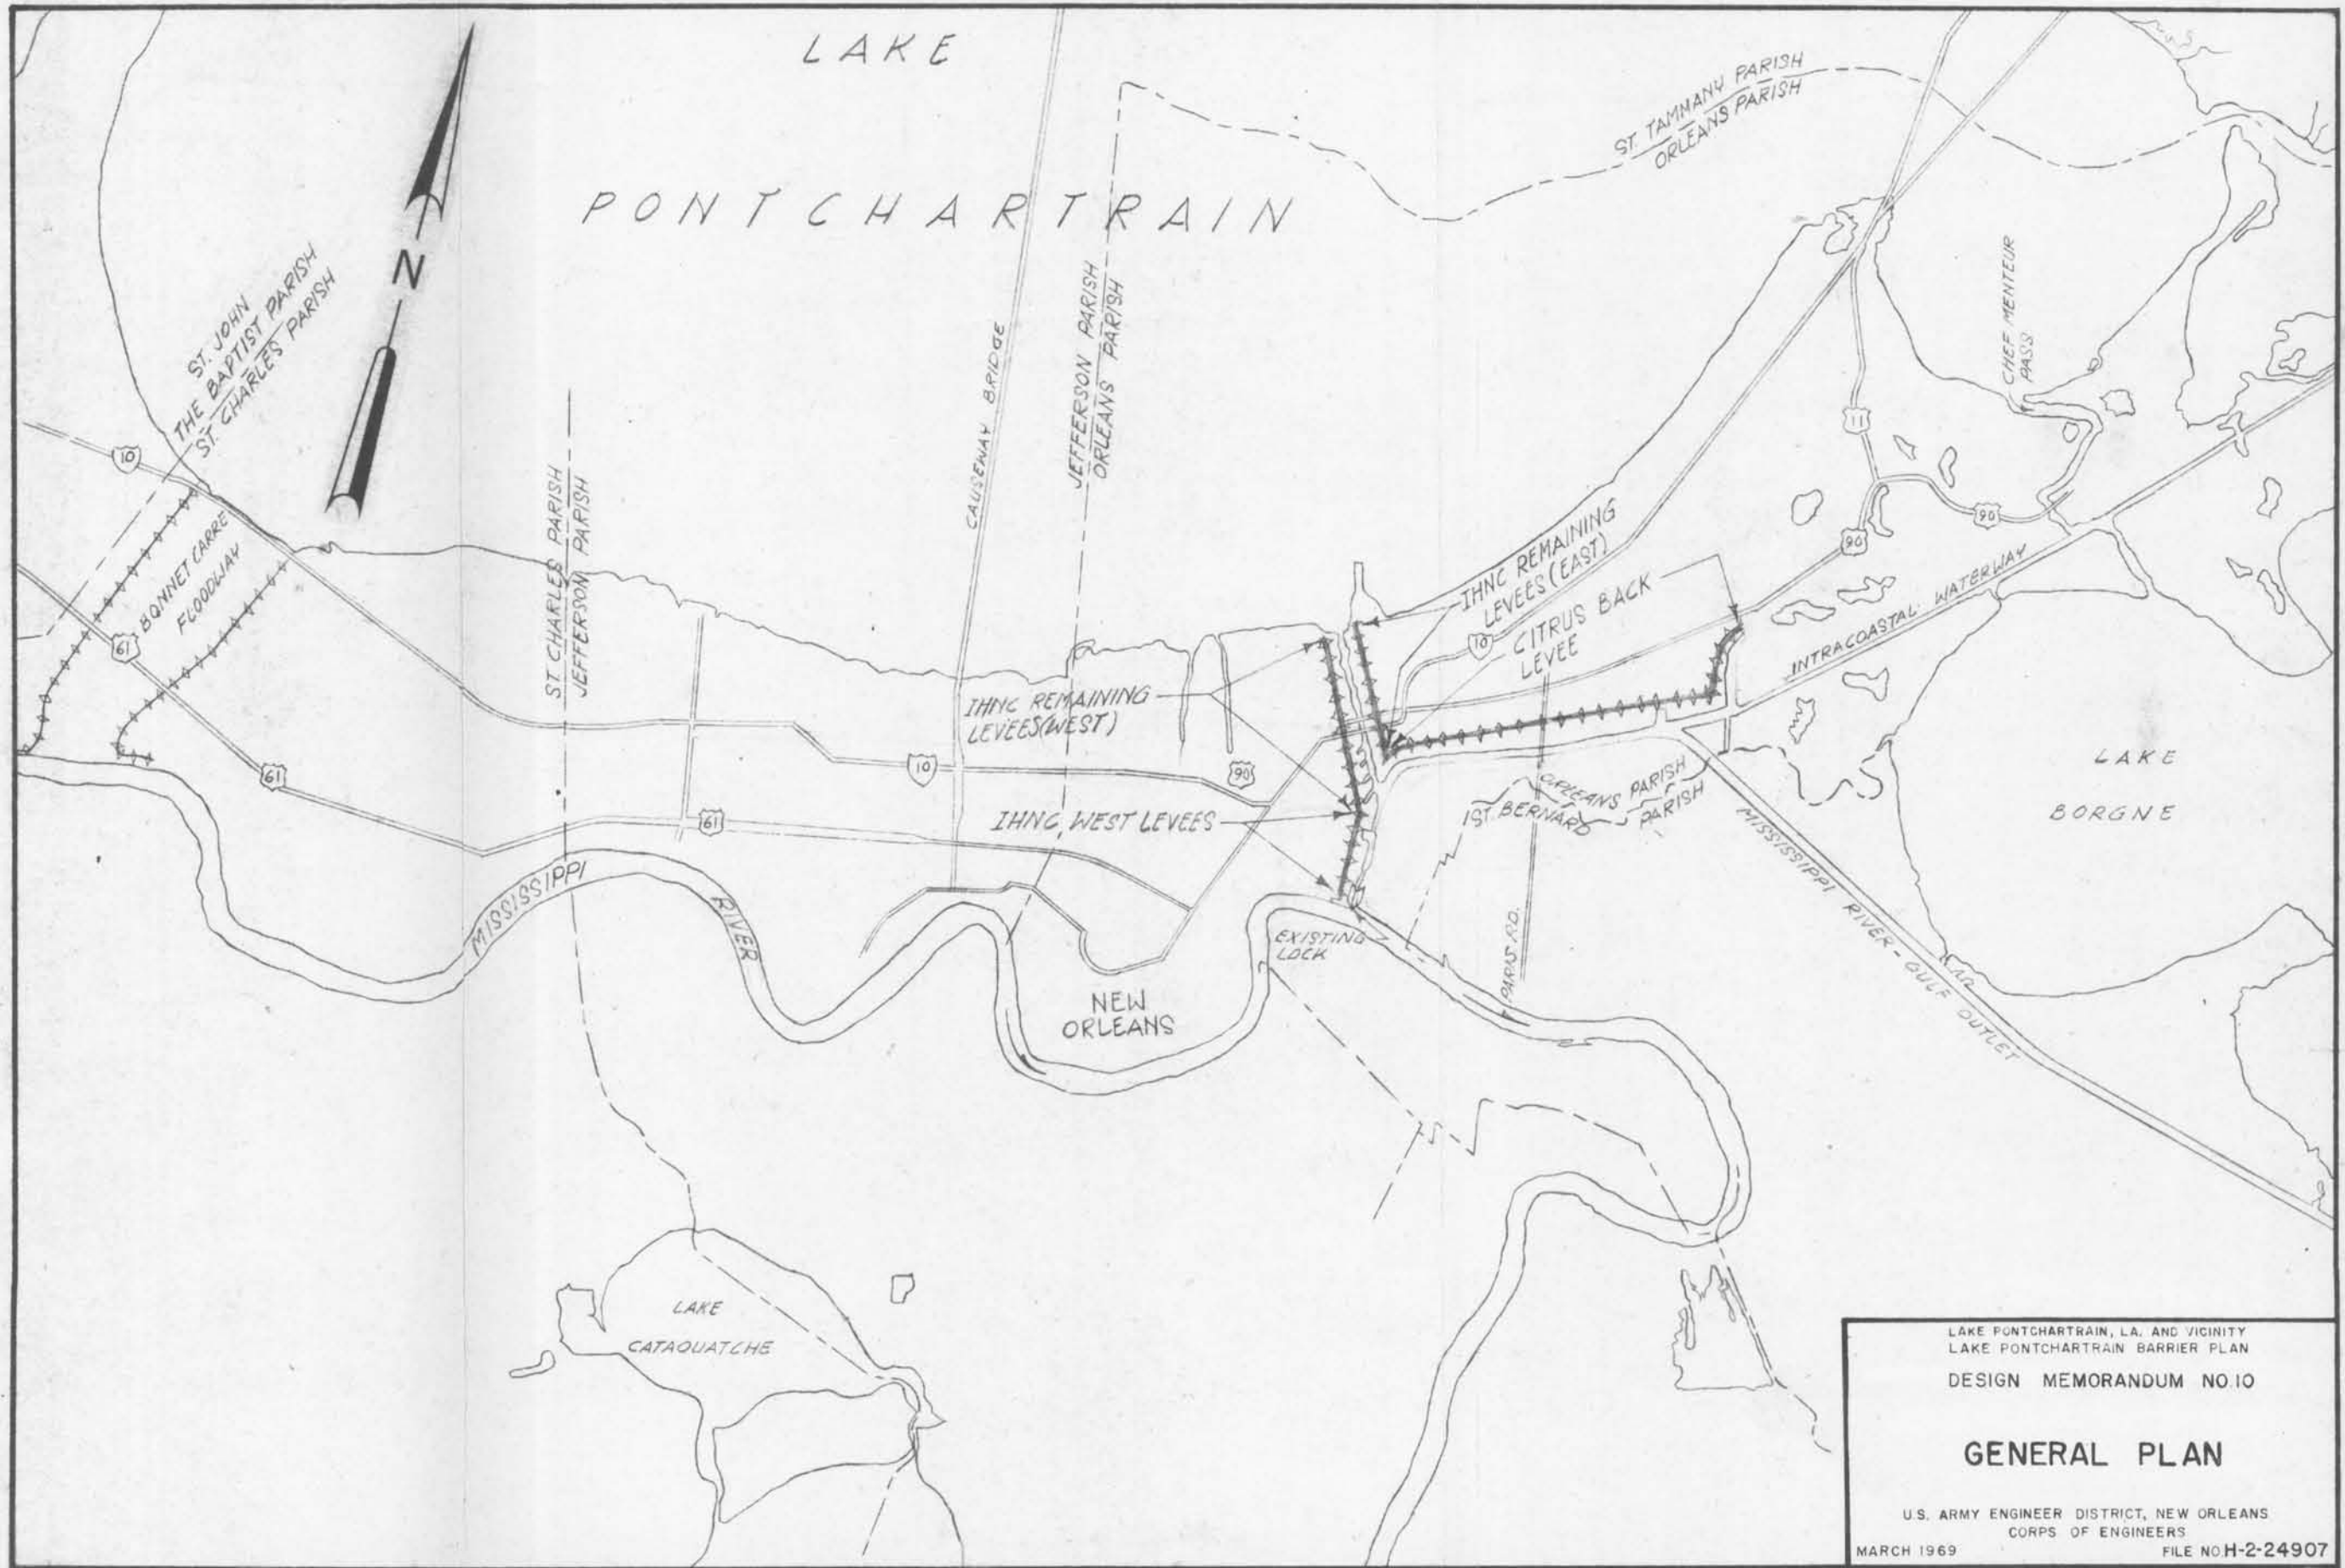 LAKE
PONTCHARTRAIN
N
ST. TAMMANY PARISH
ORLEANS PARISH
ST. JOHN
THE BAPTIST PARISH
ST. CHARLES PARISH
CHEF MENTEUR
PASS
CAUSEWAY BRIDGE
JEFFERSON PARISH
ORLEANS PARISH
ST CHARLES PARISH
JEFFERSON PARISH
10
BONNET CARRE
FLOODWAY
61
61
61
10
90
10
11
90
90
IHNC REMAINING
LEVEES (EAST)
CITRUS BACK
LEVEE
INTRACOASTAL WATERWAY
IHNC REMAINING
LEVEES (WEST)
IHNC WEST LEVEES
ORLEANS PARISH
ST. BERNARD PARISH
LAKE
BORGNE
MISSISSIPPI RIVER - GULF OUTLET
MISSISSIPPI
RIVER
EXISTING
LOCK
PARIS RD.
NEW
ORLEANS
LAKE
CATAOUATCHE
LAKE PONTCHARTRAIN, LA. AND VICINITY
LAKE PONTCHARTRAIN BARRIER PLAN
DESIGN MEMORANDUM NO.10
GENERAL PLAN
U.S. ARMY ENGINEER DISTRICT, NEW ORLEANS
CORPS OF ENGINEERS
MARCH 1969 FILE NO.H-2-24907